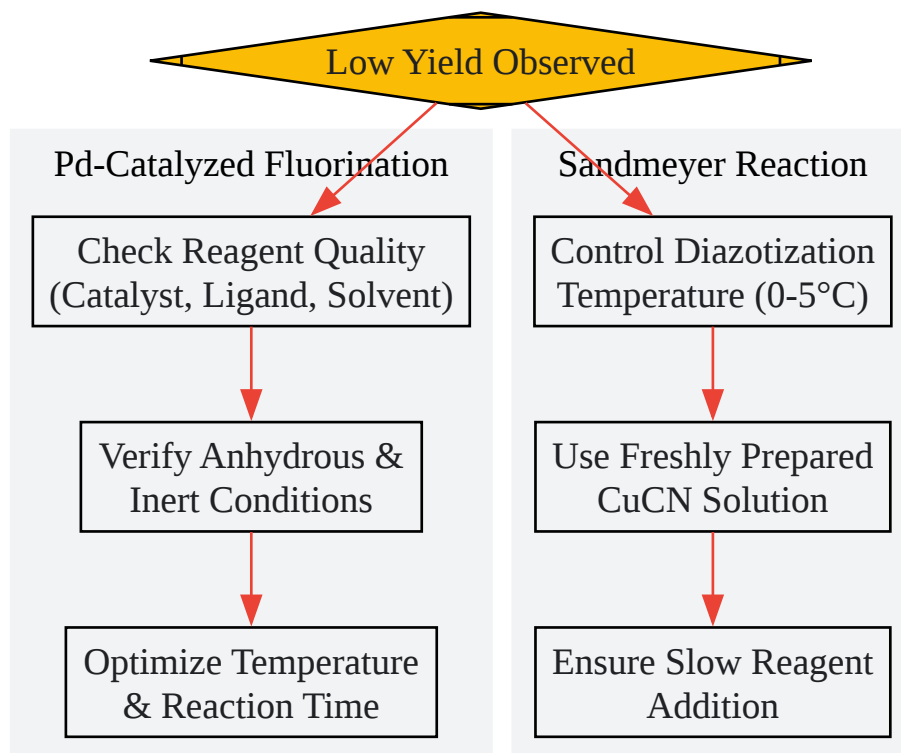 Low Yield Observed
Pd-Catalyzed Fluorination
Check Reagent Quality
(Catalyst, Ligand, Solvent)
Verify Anhydrous &
Inert Conditions
Optimize Temperature
& Reaction Time
Sandmeyer Reaction
Control Diazotization
Temperature (0-5°C)
Use Freshly Prepared
CuCN Solution
Ensure Slow Reagent
Addition